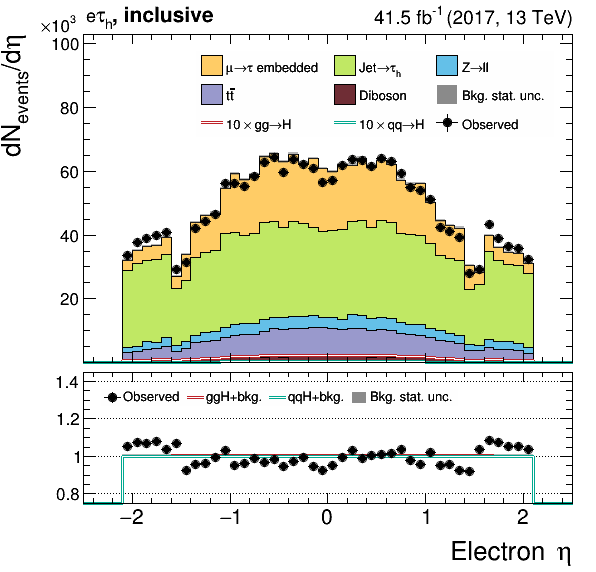 ×10³ eτₕ, inclusive 41.5 fb⁻¹ (2017, 13 TeV)
dN_events/dη
100
80
60
40
20
μ→τ embedded Jet→τₕ Z→ll
tt̄ Diboson Bkg. stat. unc.
10 × gg→H 10 × qq→H Observed
1.4
1.2
1
0.8
Observed ggH+bkg. qqH+bkg. Bkg. stat. unc.
−2 −1 0 1 2
Electron η